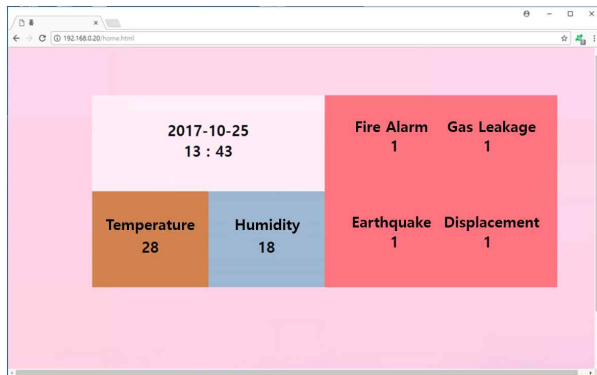 192.168.0.20/home.html
2017-10-25
13 : 43
Fire Alarm
1
Gas Leakage
1
Temperature
28
Humidity
18
Earthquake
1
Displacement
1